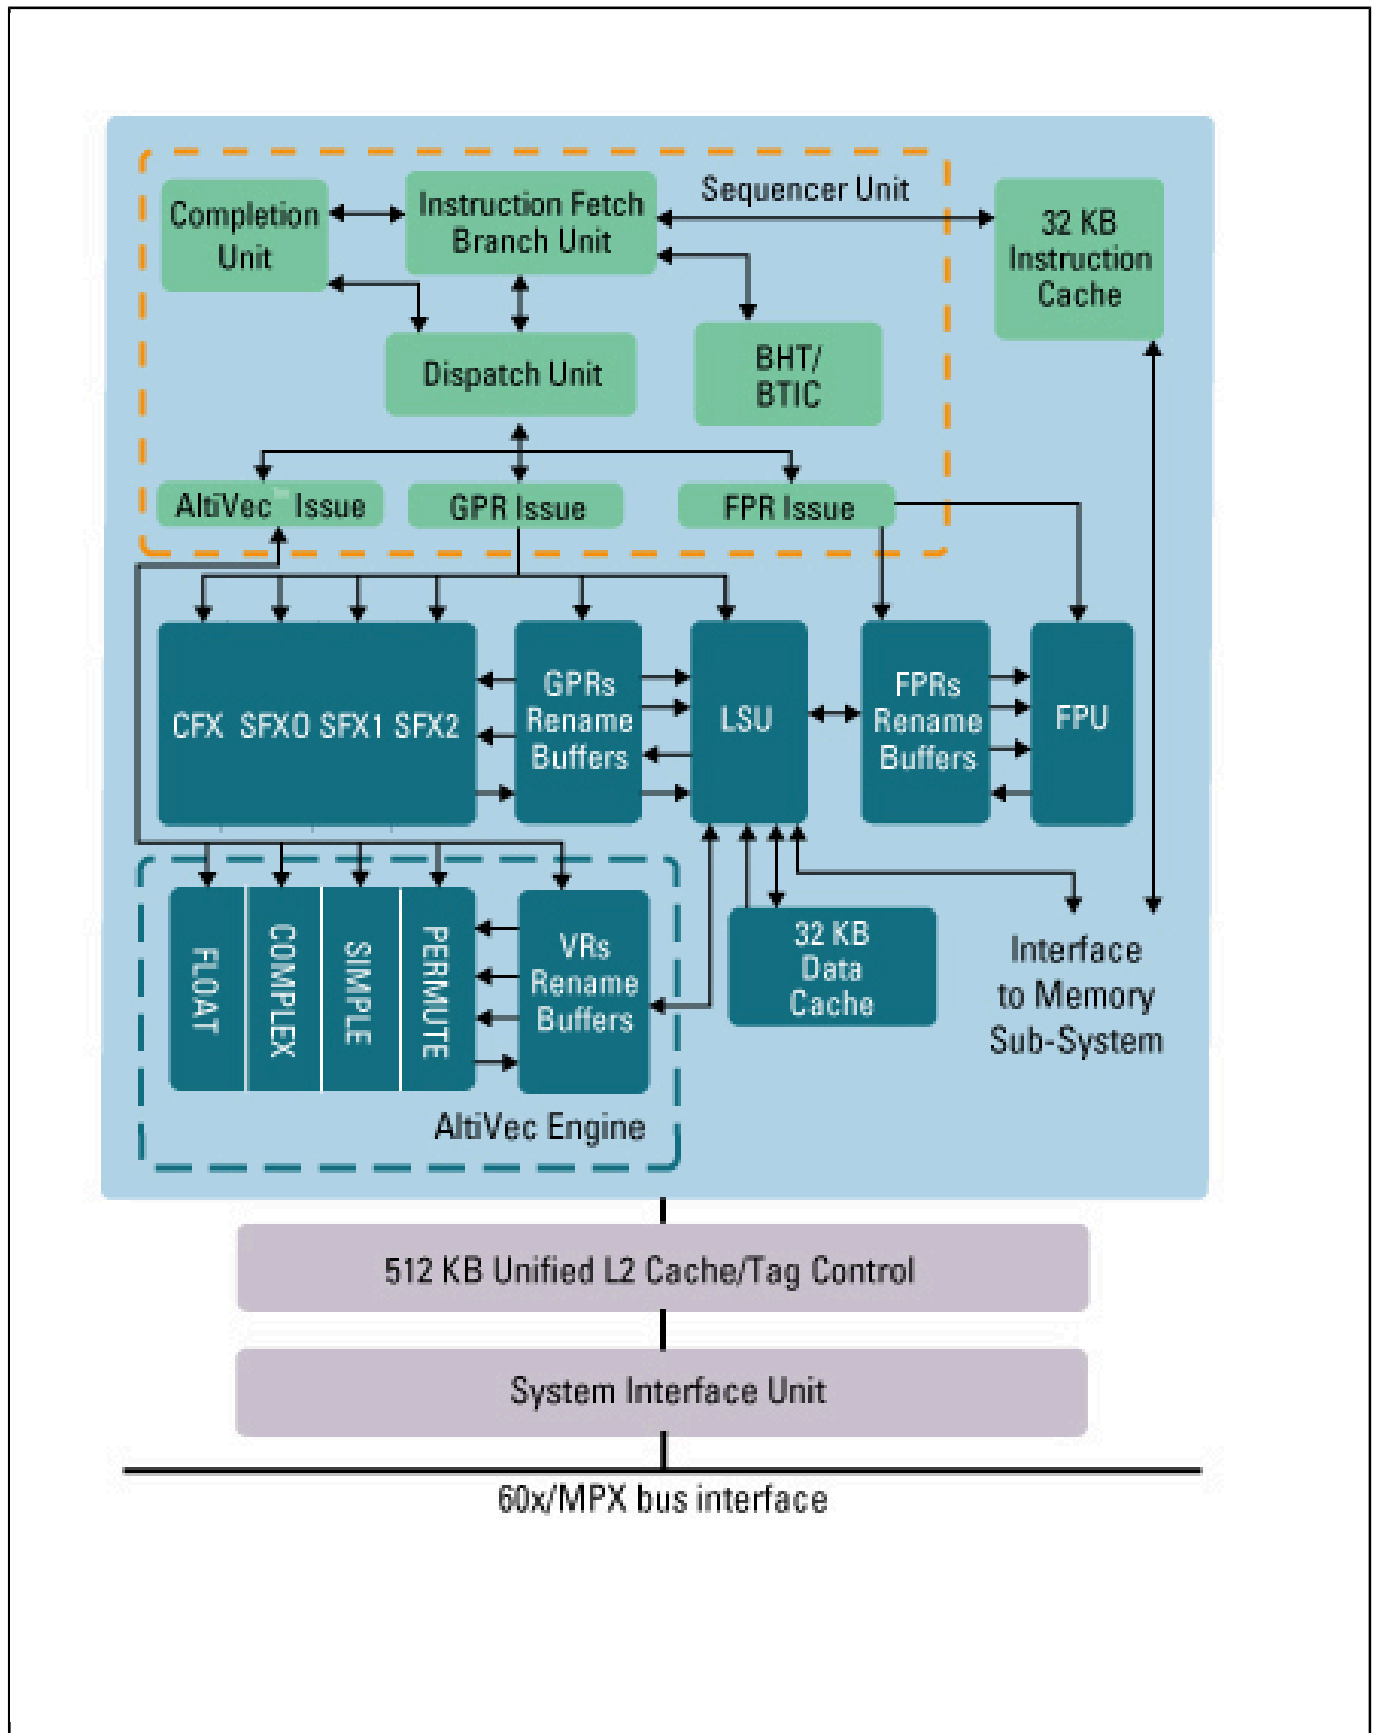 Sequencer Unit
Completion
Unit
Instruction Fetch
Branch Unit
32 KB
Instruction
Cache
Dispatch Unit
BHT/
BTIC
AltiVec Issue
GPR Issue
FPR Issue
CFX SFX0 SFX1 SFX2
GPRs
Rename
Buffers
LSU
FPRs
Rename
Buffers
FPU
FLOAT
COMPLEX
SIMPLE
PERMUTE
VRs
Rename
Buffers
32 KB
Data
Cache
Interface
to Memory
Sub-System
AltiVec Engine
512 KB Unified L2 Cache/Tag Control
System Interface Unit
60x/MPX bus interface